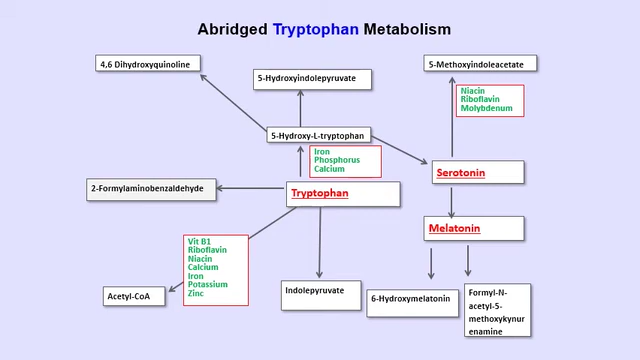 Abridged Tryptophan Metabolism
4,6 Dihydroxyquinoline
5-Hydroxyindolepyruvate
5-Methoxyindoleacetate
Niacin
Riboflavin
Molybdenum
5-Hydroxy-L-tryptophan
Iron
Phosphorus
Calcium
Serotonin
2-Formylaminobenzaldehyde
Tryptophan
Melatonin
Vit B1
Riboflavin
Niacin
Calcium
Iron
Potassium
Zinc
Acetyl-CoA
Indolepyruvate
6-Hydroxymelatonin
Formyl-N-
acetyl-5-
methoxykynur
enamine